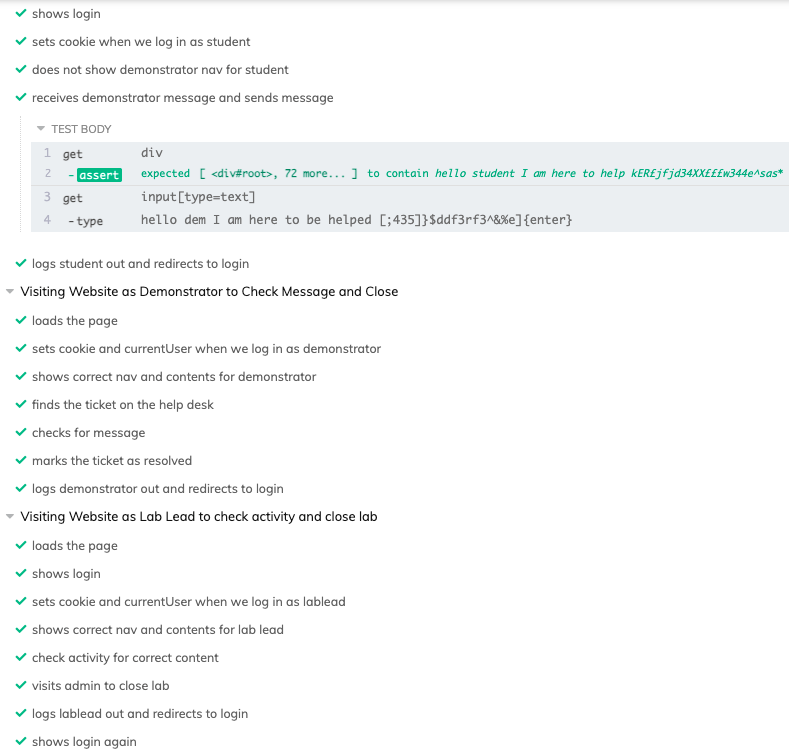 shows login
sets cookie when we log in as student
does not show demonstrator nav for student
receives demonstrator message and sends message
TEST BODY
1 get div
2 -assert expected [ <div#root>, 72 more... ] to contain hello student I am here to help kER£jfjd34XX£££w344e^sas*
3 get input[type=text]
4 -type hello dem I am here to be helped [;435]}$ddf3rf3^&%e]{enter}
logs student out and redirects to login
Visiting Website as Demonstrator to Check Message and Close
loads the page
sets cookie and currentUser when we log in as demonstrator
shows correct nav and contents for demonstrator
finds the ticket on the help desk
checks for message
marks the ticket as resolved
logs demonstrator out and redirects to login
Visiting Website as Lab Lead to check activity and close lab
loads the page
shows login
sets cookie and currentUser when we log in as lablead
shows correct nav and contents for lab lead
check activity for correct content
visits admin to close lab
logs lablead out and redirects to login
shows login again